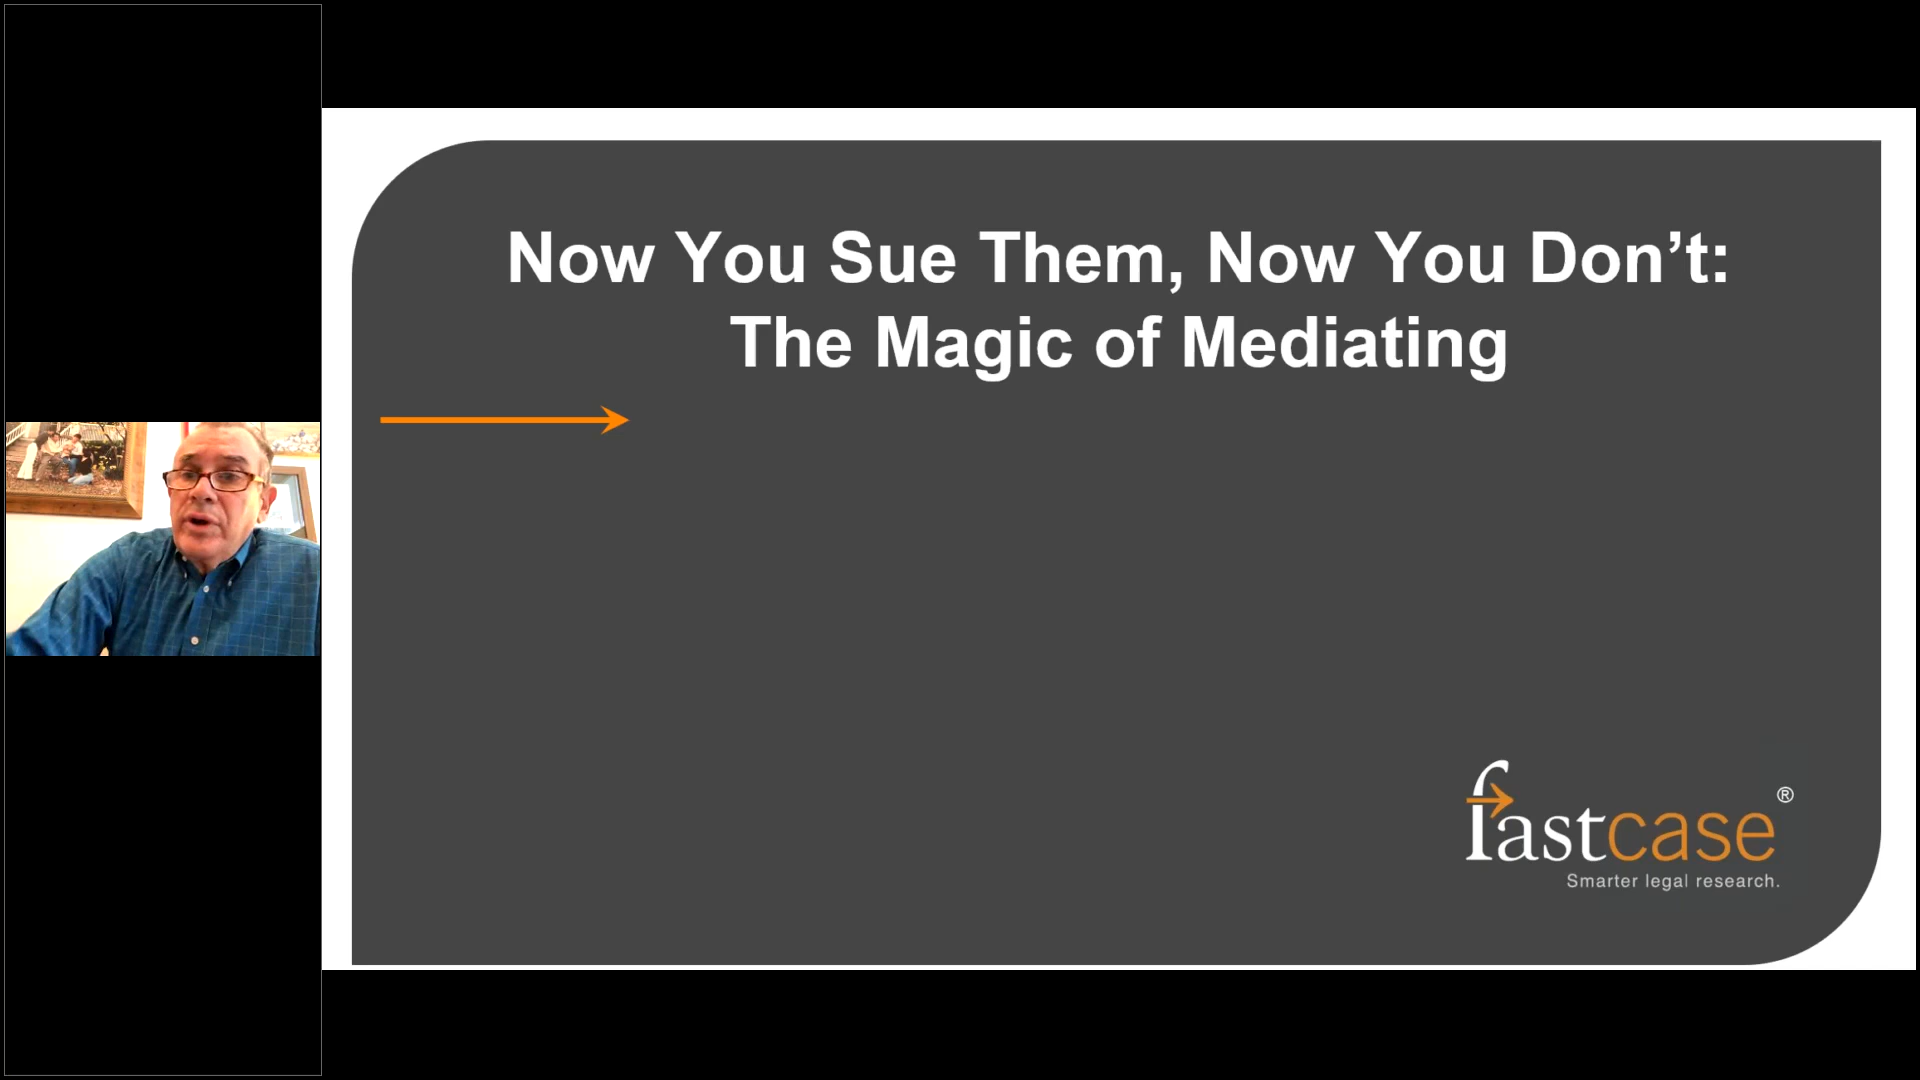 Now You Sue Them, Now You Don’t:
The Magic of Mediating
fastcase®
Smarter legal research.